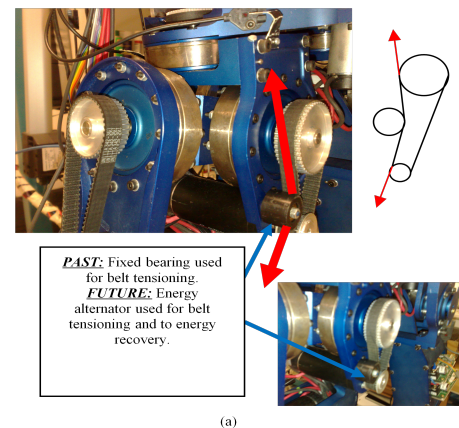 PAST: Fixed bearing used
for belt tensioning.
FUTURE: Energy
alternator used for belt
tensioning and to energy
recovery.
(a)